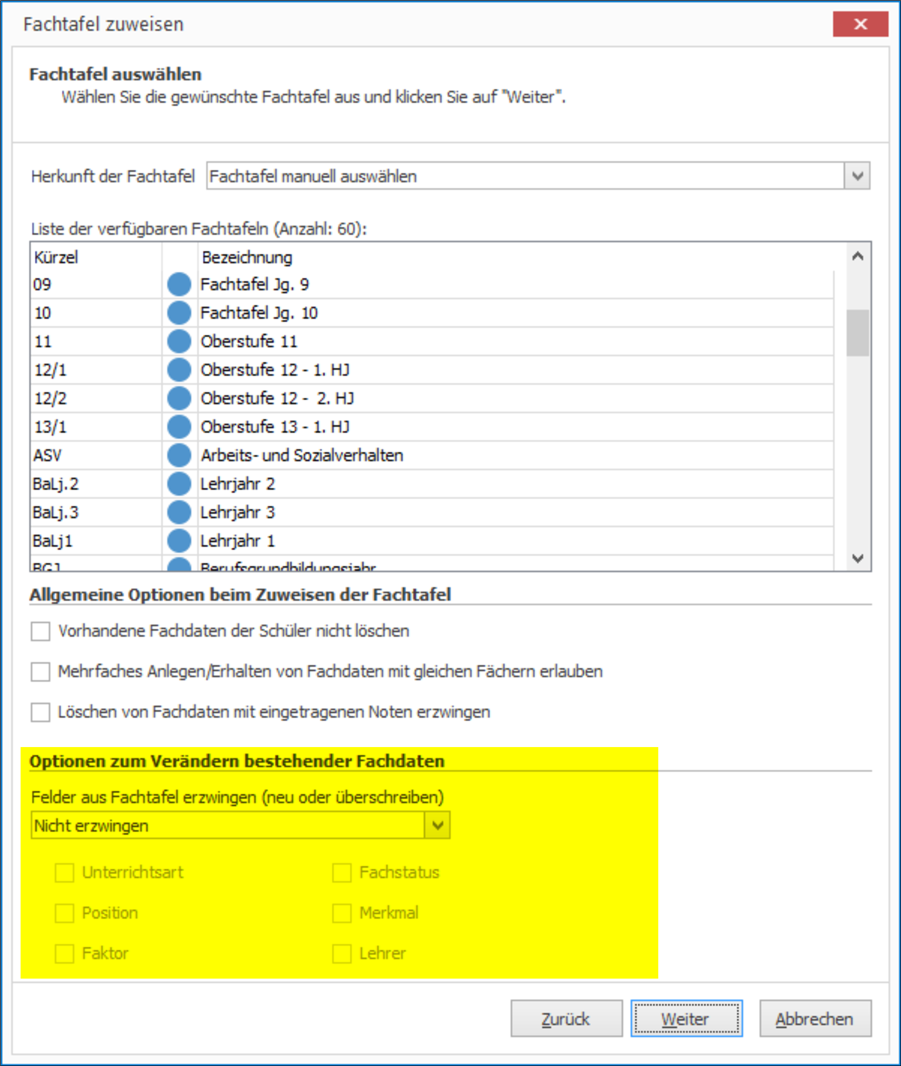 Fachtafel zuweisen
Fachtafel auswählen
Wählen Sie die gewünschte Fachtafel aus und klicken Sie auf "Weiter".
Herkunft der Fachtafel Fachtafel manuell auswählen
Liste der verfügbaren Fachtafeln (Anzahl: 60):
Kürzel Bezeichnung
09 Fachtafel Jg. 9
10 Fachtafel Jg. 10
11 Oberstufe 11
12/1 Oberstufe 12 - 1. HJ
12/2 Oberstufe 12 - 2. HJ
13/1 Oberstufe 13 - 1. HJ
ASV Arbeits- und Sozialverhalten
BaLj.2 Lehrjahr 2
BaLj.3 Lehrjahr 3
BaLj1 Lehrjahr 1
BGJ Berufsgrundbildungsjahr
Allgemeine Optionen beim Zuweisen der Fachtafel
Vorhandene Fachdaten der Schüler nicht löschen
Mehrfaches Anlegen/Erhalten von Fachdaten mit gleichen Fächern erlauben
Löschen von Fachdaten mit eingetragenen Noten erzwingen
Optionen zum Verändern bestehender Fachdaten
Felder aus Fachtafel erzwingen (neu oder überschreiben)
Nicht erzwingen
Unterrichtsart Fachstatus
Position Merkmal
Faktor Lehrer
Zurück Weiter Abbrechen